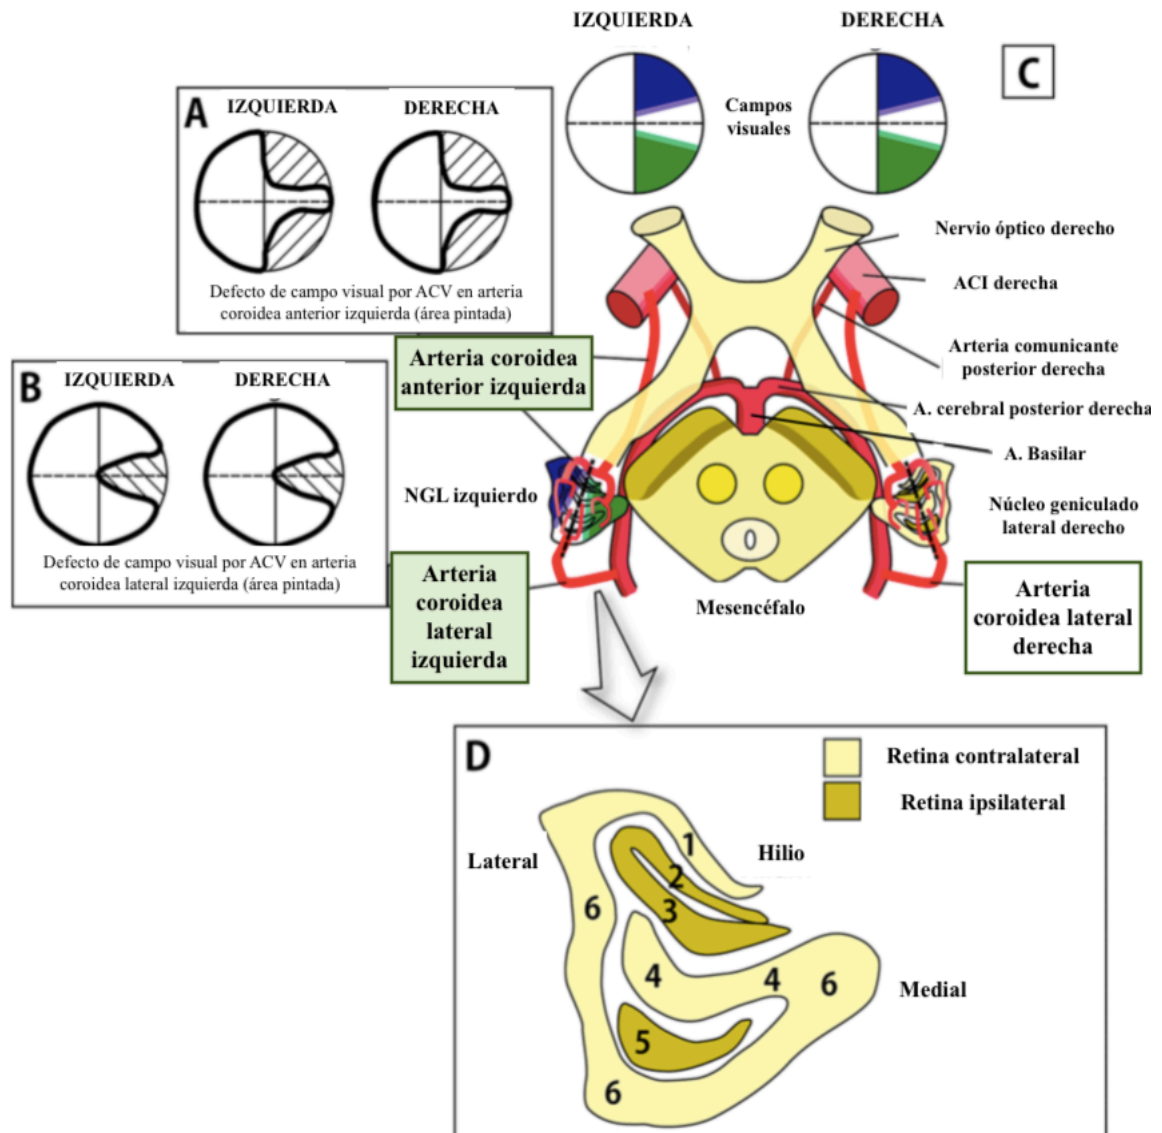 A
IZQUIERDA
DERECHA
Defecto de campo visual por ACV en arteria
coroidea anterior izquierda (área pintada)
B
IZQUIERDA
DERECHA
Defecto de campo visual por ACV en arteria
coroidea lateral izquierda (área pintada)
C
IZQUIERDA
DERECHA
Campos
visuales
Nervio óptico derecho
ACI derecha
Arteria comunicante
posterior derecha
A. cerebral posterior derecha
A. Basilar
Núcleo geniculado
lateral derecho
Arteria coroidea
anterior izquierda
NGL izquierdo
Arteria
coroidea
lateral
izquierda
Mesencéfalo
Arteria
coroidea lateral
derecha
D
Retina contralateral
Retina ipsilateral
Lateral
Hilio
Medial
1
2
3
6
4
4
6
5
6